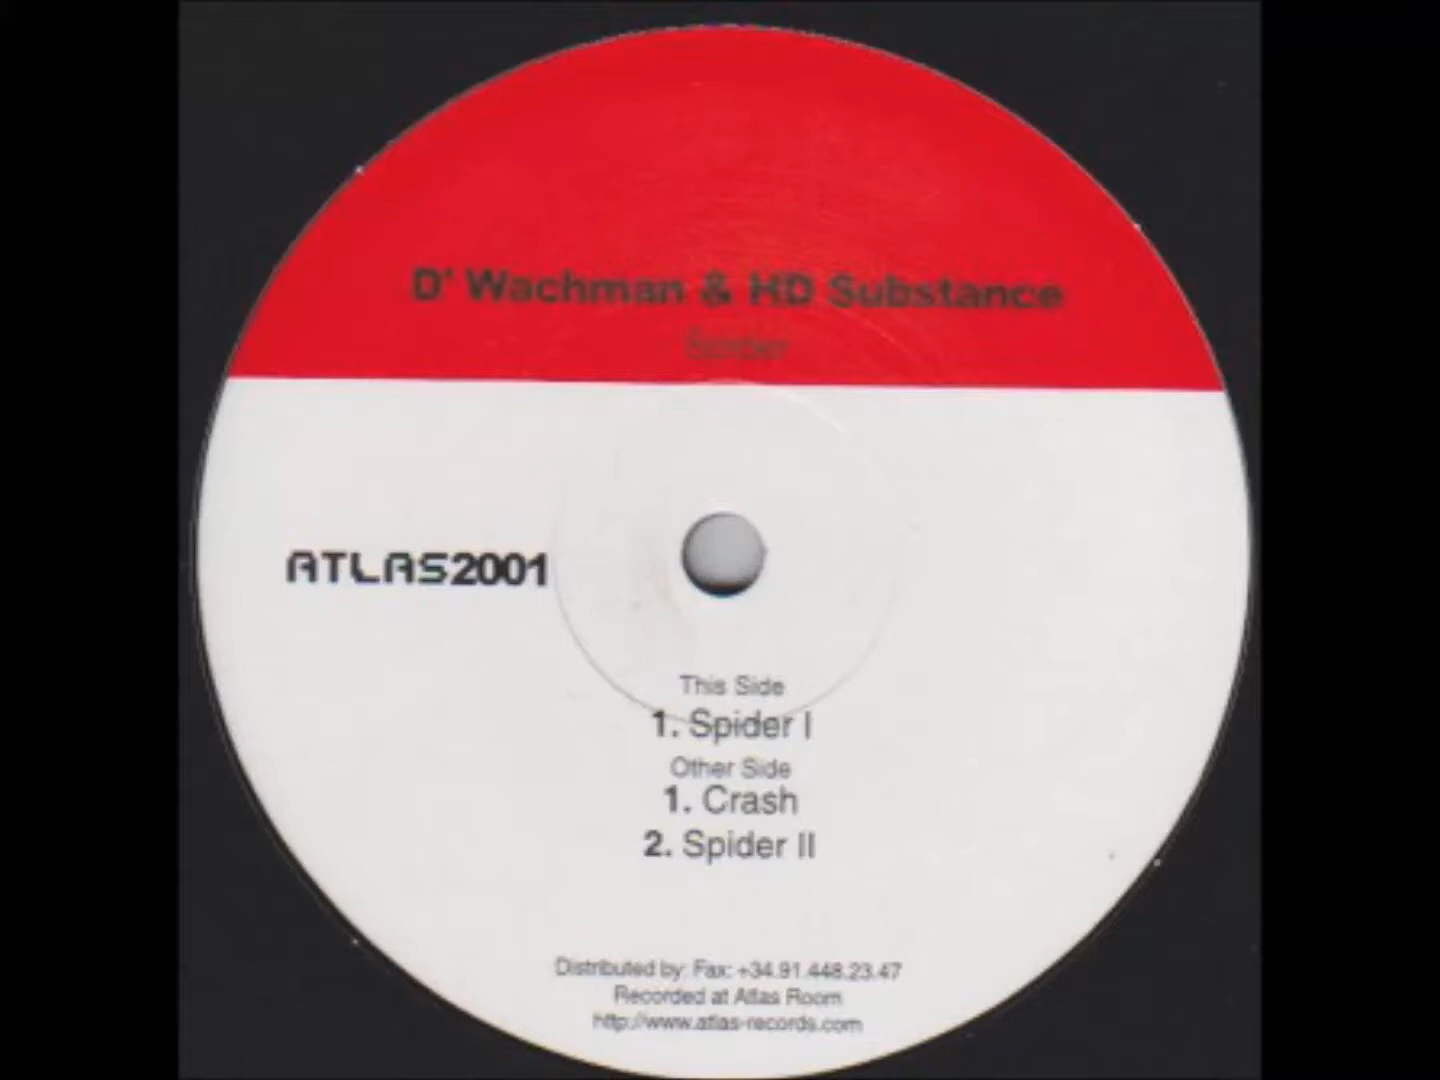 D' Wachman & HD Substance
Spider
ATLAS2001
This Side
1. Spider I
Other Side
1. Crash
2. Spider II
Distributed by: Fax: +34.91.448.23.47
Recorded at Atlas Room
http://www.atlas-records.com